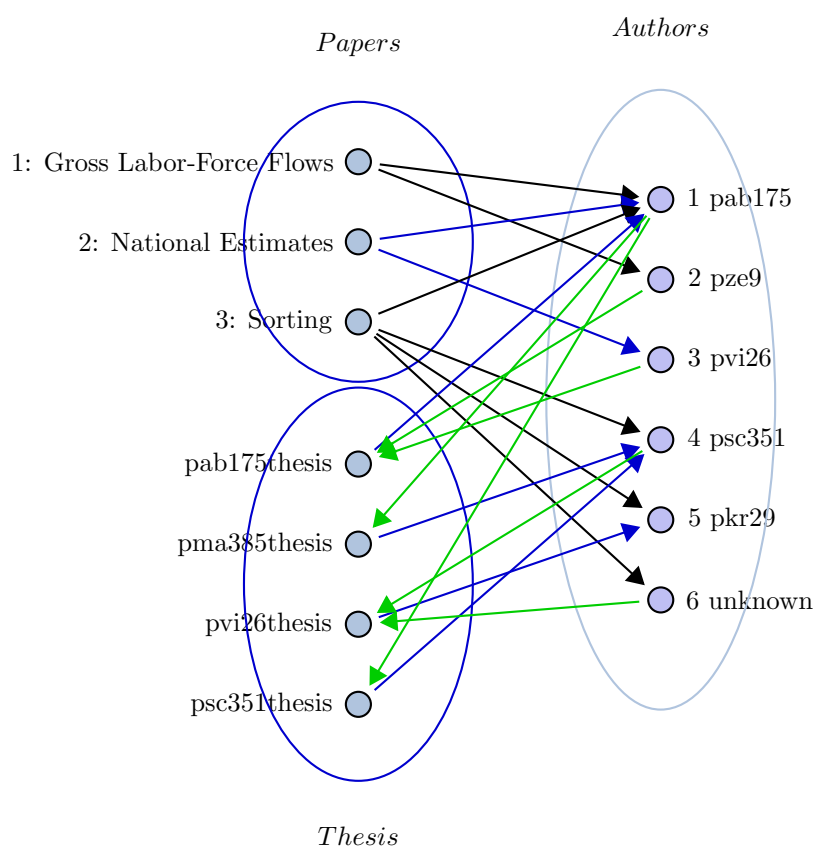 Papers
Authors
1: Gross Labor-Force Flows
2: National Estimates
3: Sorting
1 pab175
2 pze9
3 pvi26
4 psc351
5 pkr29
6 unknown
pab175thesis
pma385thesis
pvi26thesis
psc351thesis
Thesis